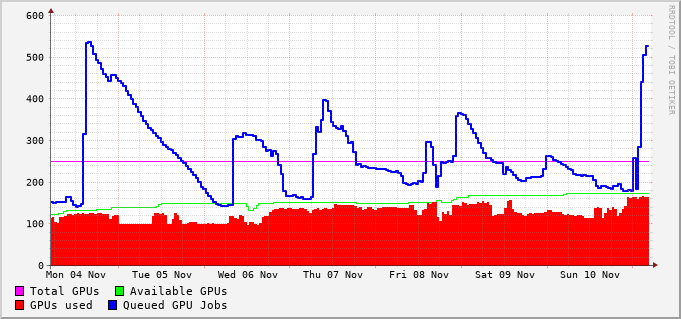 600
500
400
300
200
100
0
Mon 04 Nov Tue 05 Nov Wed 06 Nov Thu 07 Nov Fri 08 Nov Sat 09 Nov Sun 10 Nov
Total GPUs Available GPUs
GPUs used Queued GPU Jobs
RRDTOOL / TOBI OETIKER